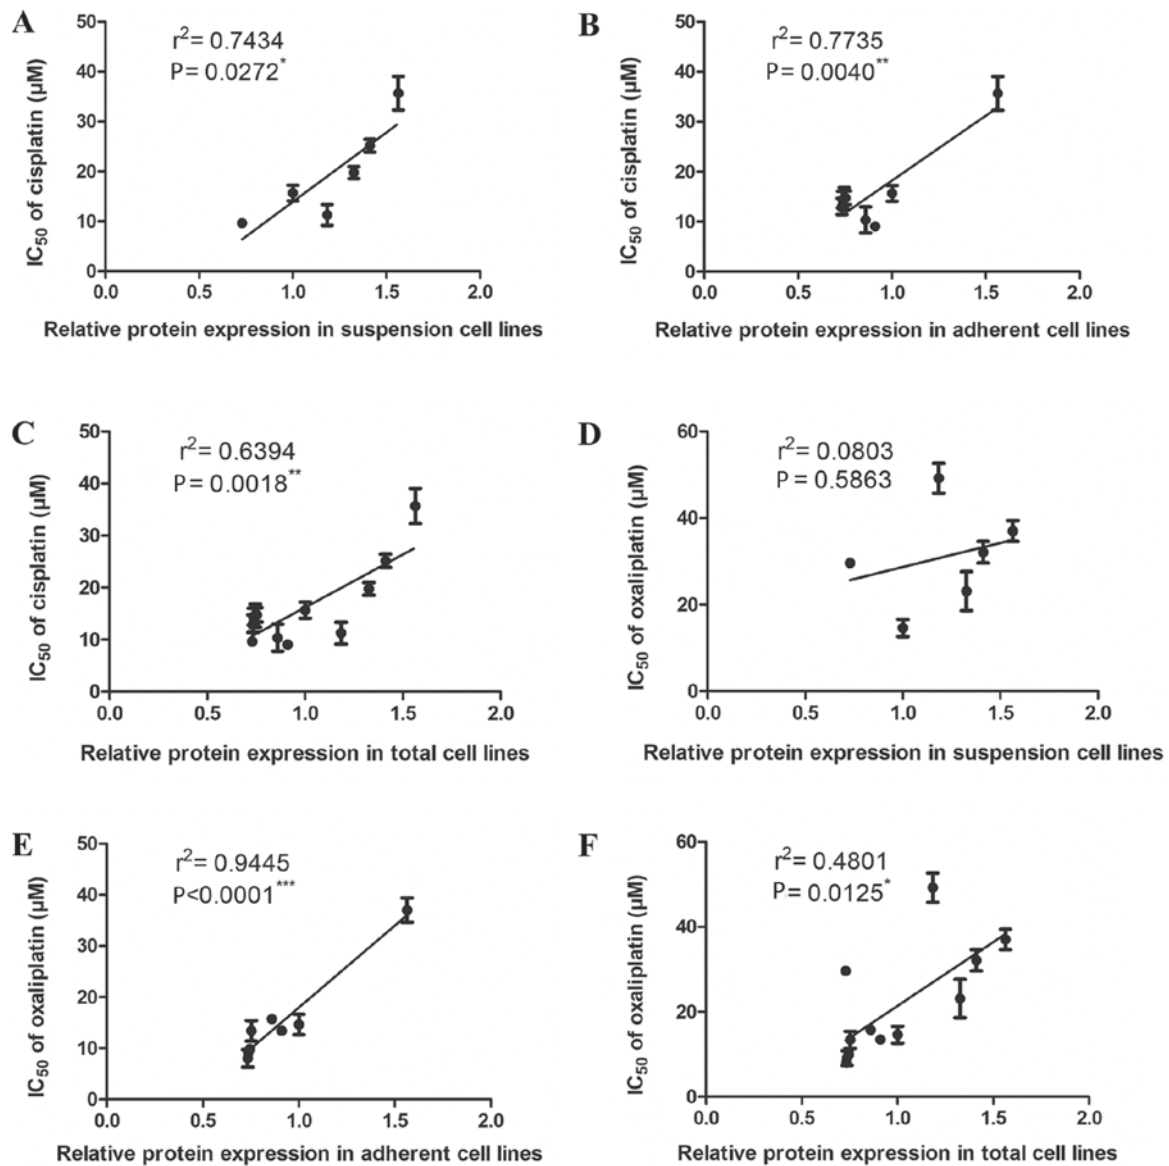 A
r²= 0.7434
P= 0.0272*
IC50 of cisplatin (µM)
50
40
30
20
10
0
0.0 0.5 1.0 1.5 2.0
Relative protein expression in suspension cell lines
B
r²= 0.7735
P= 0.0040**
IC50 of cisplatin (µM)
50
40
30
20
10
0
0.0 0.5 1.0 1.5 2.0
Relative protein expression in adherent cell lines
C
r²= 0.6394
P= 0.0018**
IC50 of cisplatin (µM)
50
40
30
20
10
0
0.0 0.5 1.0 1.5 2.0
Relative protein expression in total cell lines
D
r²= 0.0803
P= 0.5863
IC50 of oxaliplatin (µM)
60
40
20
0
0.0 0.5 1.0 1.5 2.0
Relative protein expression in suspension cell lines
E
r²= 0.9445
P<0.0001***
IC50 of oxaliplatin (µM)
50
40
30
20
10
0
0.0 0.5 1.0 1.5 2.0
Relative protein expression in adherent cell lines
F
r²= 0.4801
P= 0.0125*
IC50 of oxaliplatin (µM)
60
40
20
0
0.0 0.5 1.0 1.5 2.0
Relative protein expression in total cell lines